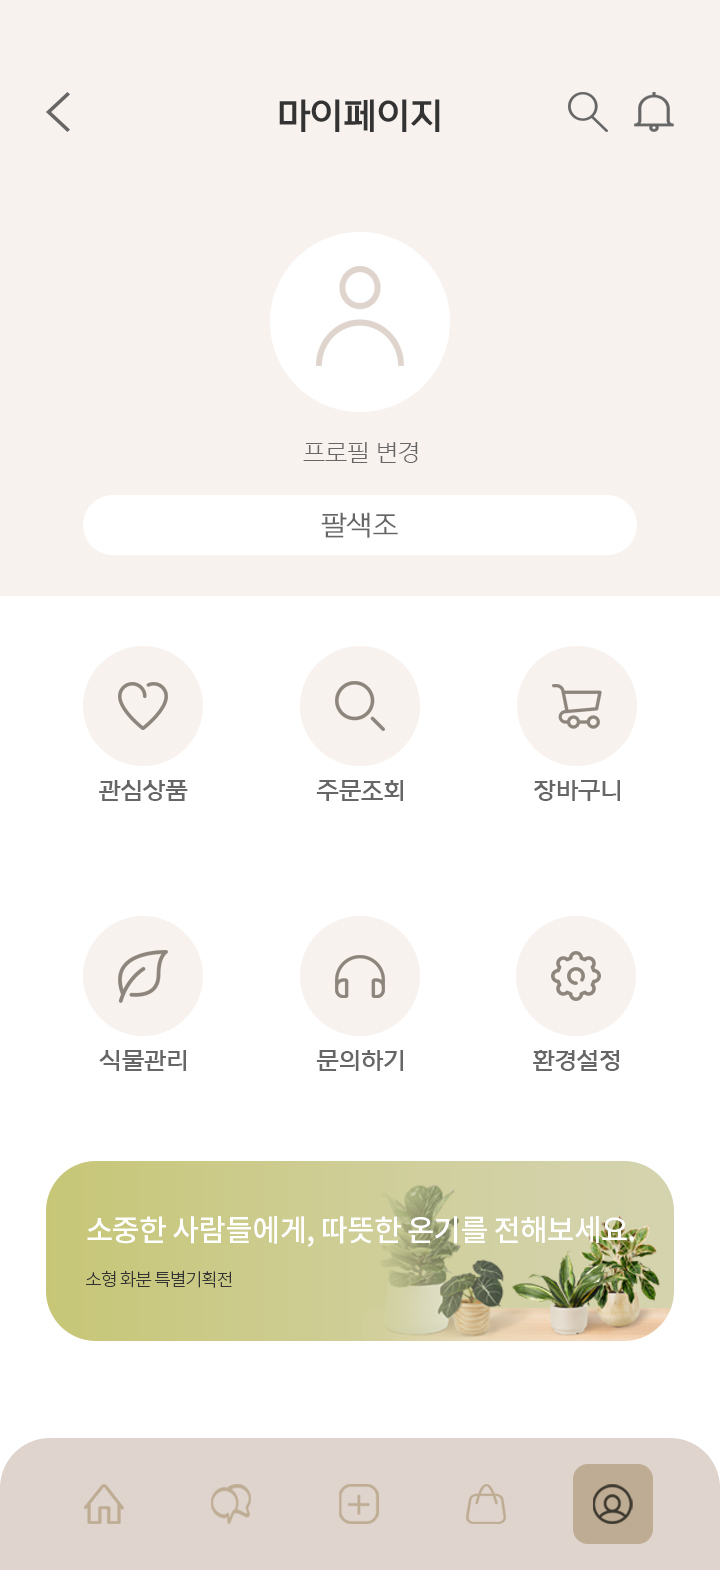 마이페이지
프로필 변경
팔색조
관심상품
주문조회
장바구니
식물관리
문의하기
환경설정
소중한 사람들에게, 따뜻한 온기를 전해보세요.
소형 화분 특별기획전